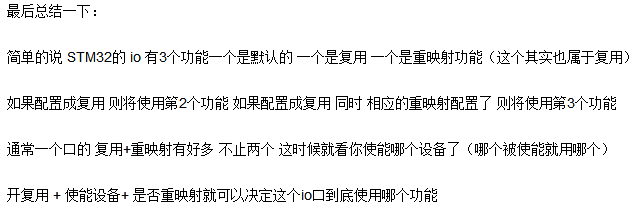 最后总结一下：
简单的说 STM32的 io 有3个功能一个是默认的 一个是复用 一个是重映射功能（这个其实也属于复用）
如果配置成复用 则将使用第2个功能 如果配置成复用 同时 相应的重映射配置了 则将使用第3个功能
通常一个口的 复用+重映射有好多 不止两个 这时候就看你使能哪个设备了（哪个被使能就用哪个）
开复用 + 使能设备+ 是否重映射就可以决定这个io口到底使用哪个功能